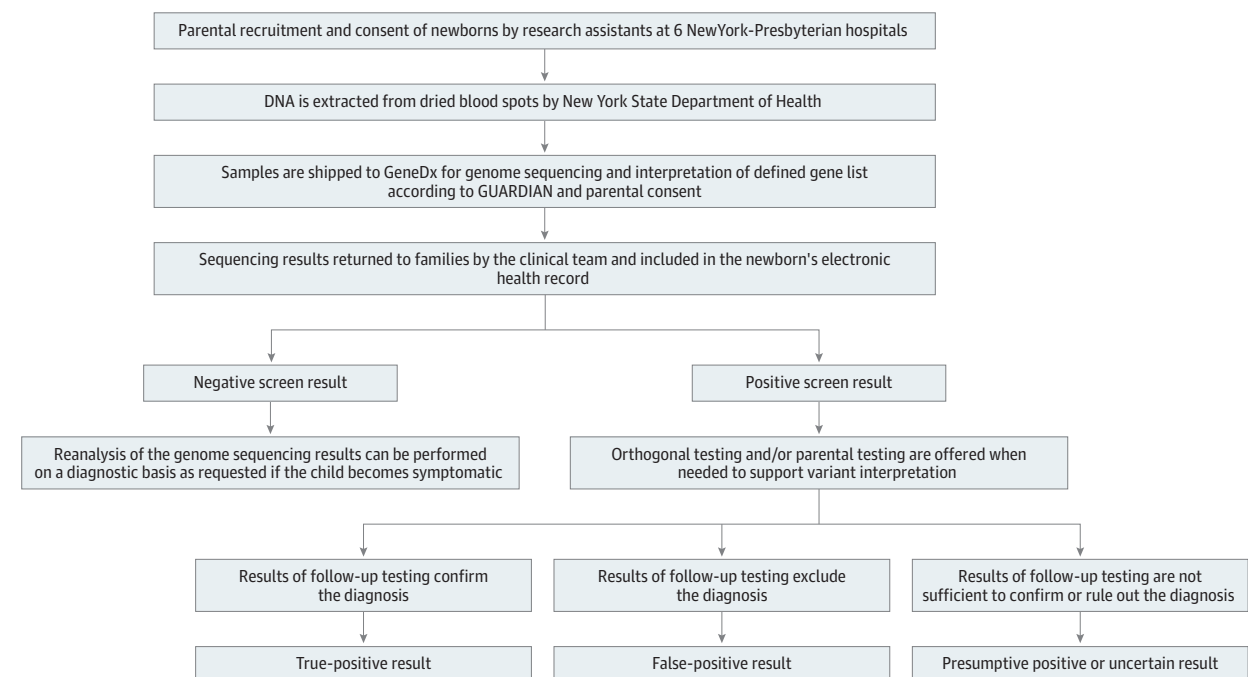 Parental recruitment and consent of newborns by research assistants at 6 NewYork-Presbyterian hospitals
DNA is extracted from dried blood spots by New York State Department of Health
Samples are shipped to GeneDx for genome sequencing and interpretation of defined gene list
according to GUARDIAN and parental consent
Sequencing results returned to families by the clinical team and included in the newborn's electronic
health record
Negative screen result
Positive screen result
Reanalysis of the genome sequencing results can be performed
on a diagnostic basis as requested if the child becomes symptomatic
Orthogonal testing and/or parental testing are offered when
needed to support variant interpretation
Results of follow-up testing confirm
the diagnosis
Results of follow-up testing exclude
the diagnosis
Results of follow-up testing are not
sufficient to confirm or rule out the diagnosis
True-positive result
False-positive result
Presumptive positive or uncertain result